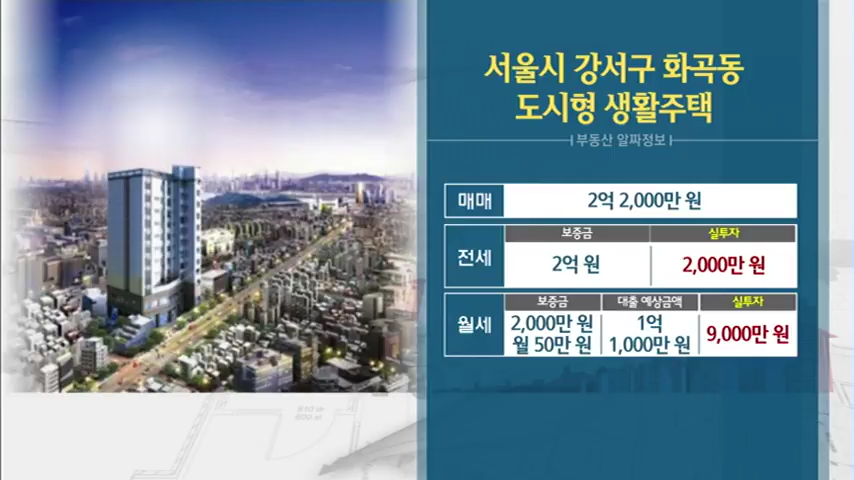 서울시 강서구 화곡동
도시형 생활주택
부동산 알짜정보
매매 2억 2,000만 원
전세
보증금 실투자
2억 원 2,000만 원
월세
보증금 대출 예상금액 실투자
2,000만 원
월 50만 원
1억
1,000만 원
9,000만 원